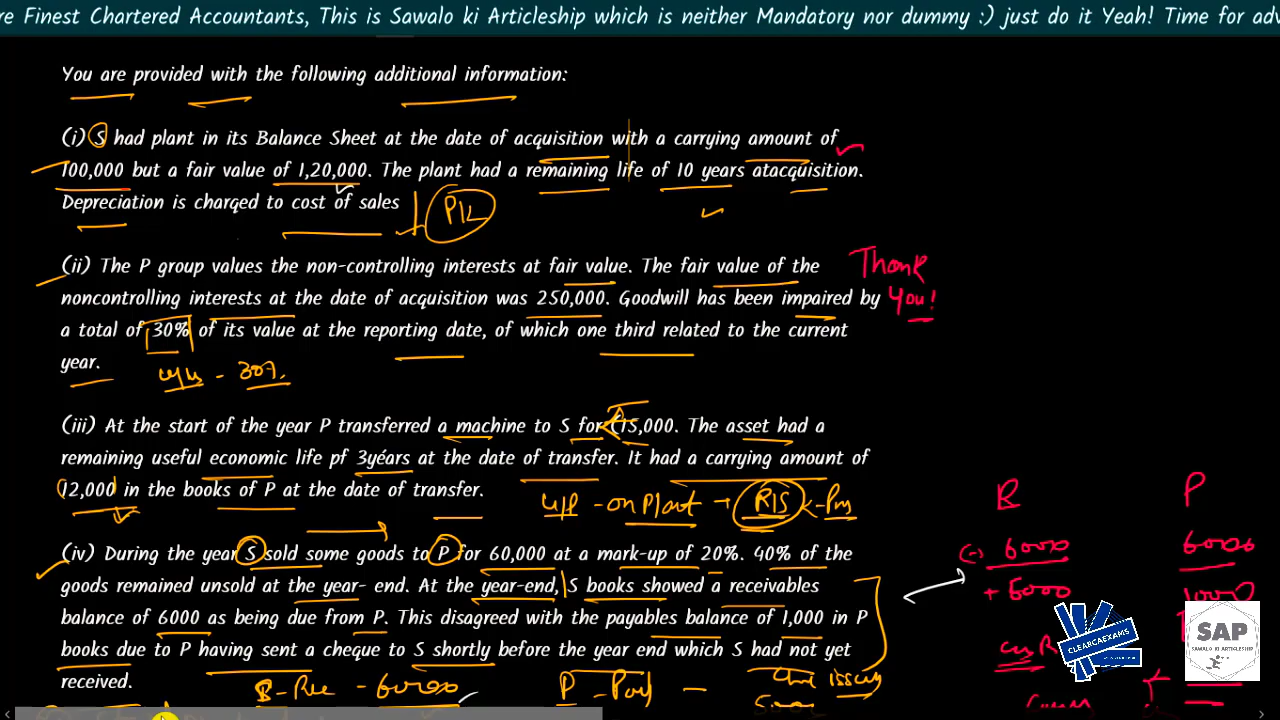 re Finest Chartered Accountants, This is Sawalo ki Articleship which is neither Mandatory nor dummy :) just do it Yeah! Time for adv
You are provided with the following additional information:
(i) S had plant in its Balance Sheet at the date of acquisition with a carrying amount of
100,000 but a fair value of 1,20,000. The plant had a remaining life of 10 years atacquisition.
Depreciation is charged to cost of sales
P/L
(ii) The P group values the non-controlling interests at fair value. The fair value of the
Thank
noncontrolling interests at the date of acquisition was 250,000. Goodwill has been impaired by
You!
a total of 30% of its value at the reporting date, of which one third related to the current
year.
- 30%
(iii) At the start of the year P transferred a machine to S for 15,000. The asset had a
remaining useful economic life pf 3years at the date of transfer. It had a carrying amount of
12,000 in the books of P at the date of transfer.
B P
U/P - on Plant → R/S
(iv) During the year S sold some goods to P for 60,000 at a mark-up of 20%. 40% of the
(-) 6000 6000
goods remained unsold at the year- end. At the year-end, S books showed a receivables
+ 6000 1000
balance of 6000 as being due from P. This disagreed with the payables balance of 1,000 in P
books due to P having sent a cheque to S shortly before the year end which S had not yet
received.
- Rec - 6000 P -
CLEARCAEXAMS
SAP
SAWALO KI ARTICLESHIP